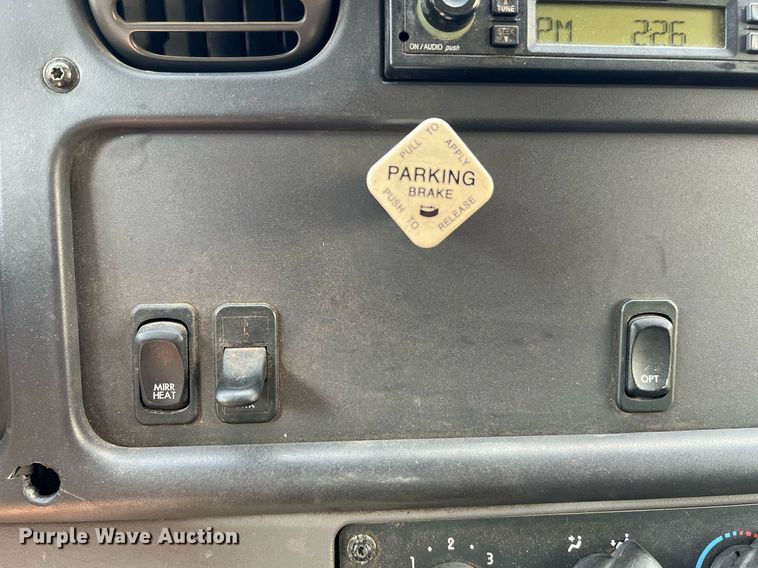 TUNE
SEEK
ON / AUDIO push
PM 2:26
PULL TO APPLY
PARKING
BRAKE
PUSH TO RELEASE
MIRR
HEAT
OPT
Purple Wave Auction
1 2 3